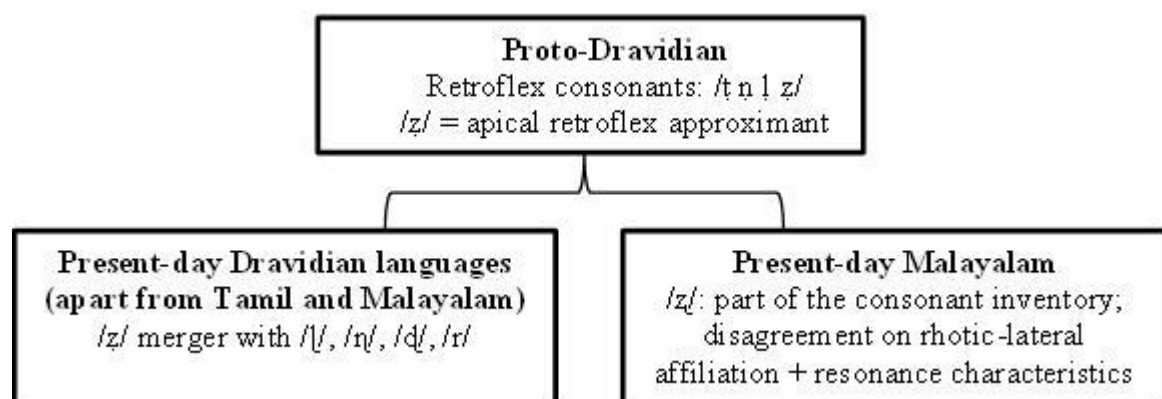 Proto-Dravidian
Retroflex consonants: /ṭ ṇ ḷ ẓ/
/ẓ/ = apical retroflex approximant
Present-day Dravidian languages
(apart from Tamil and Malayalam)
/ẓ/ merger with /ɭ/, /ɳ/, /ɖ/, /r/
Present-day Malayalam
/ʐ/: part of the consonant inventory;
disagreement on rhotic-lateral
affiliation + resonance characteristics